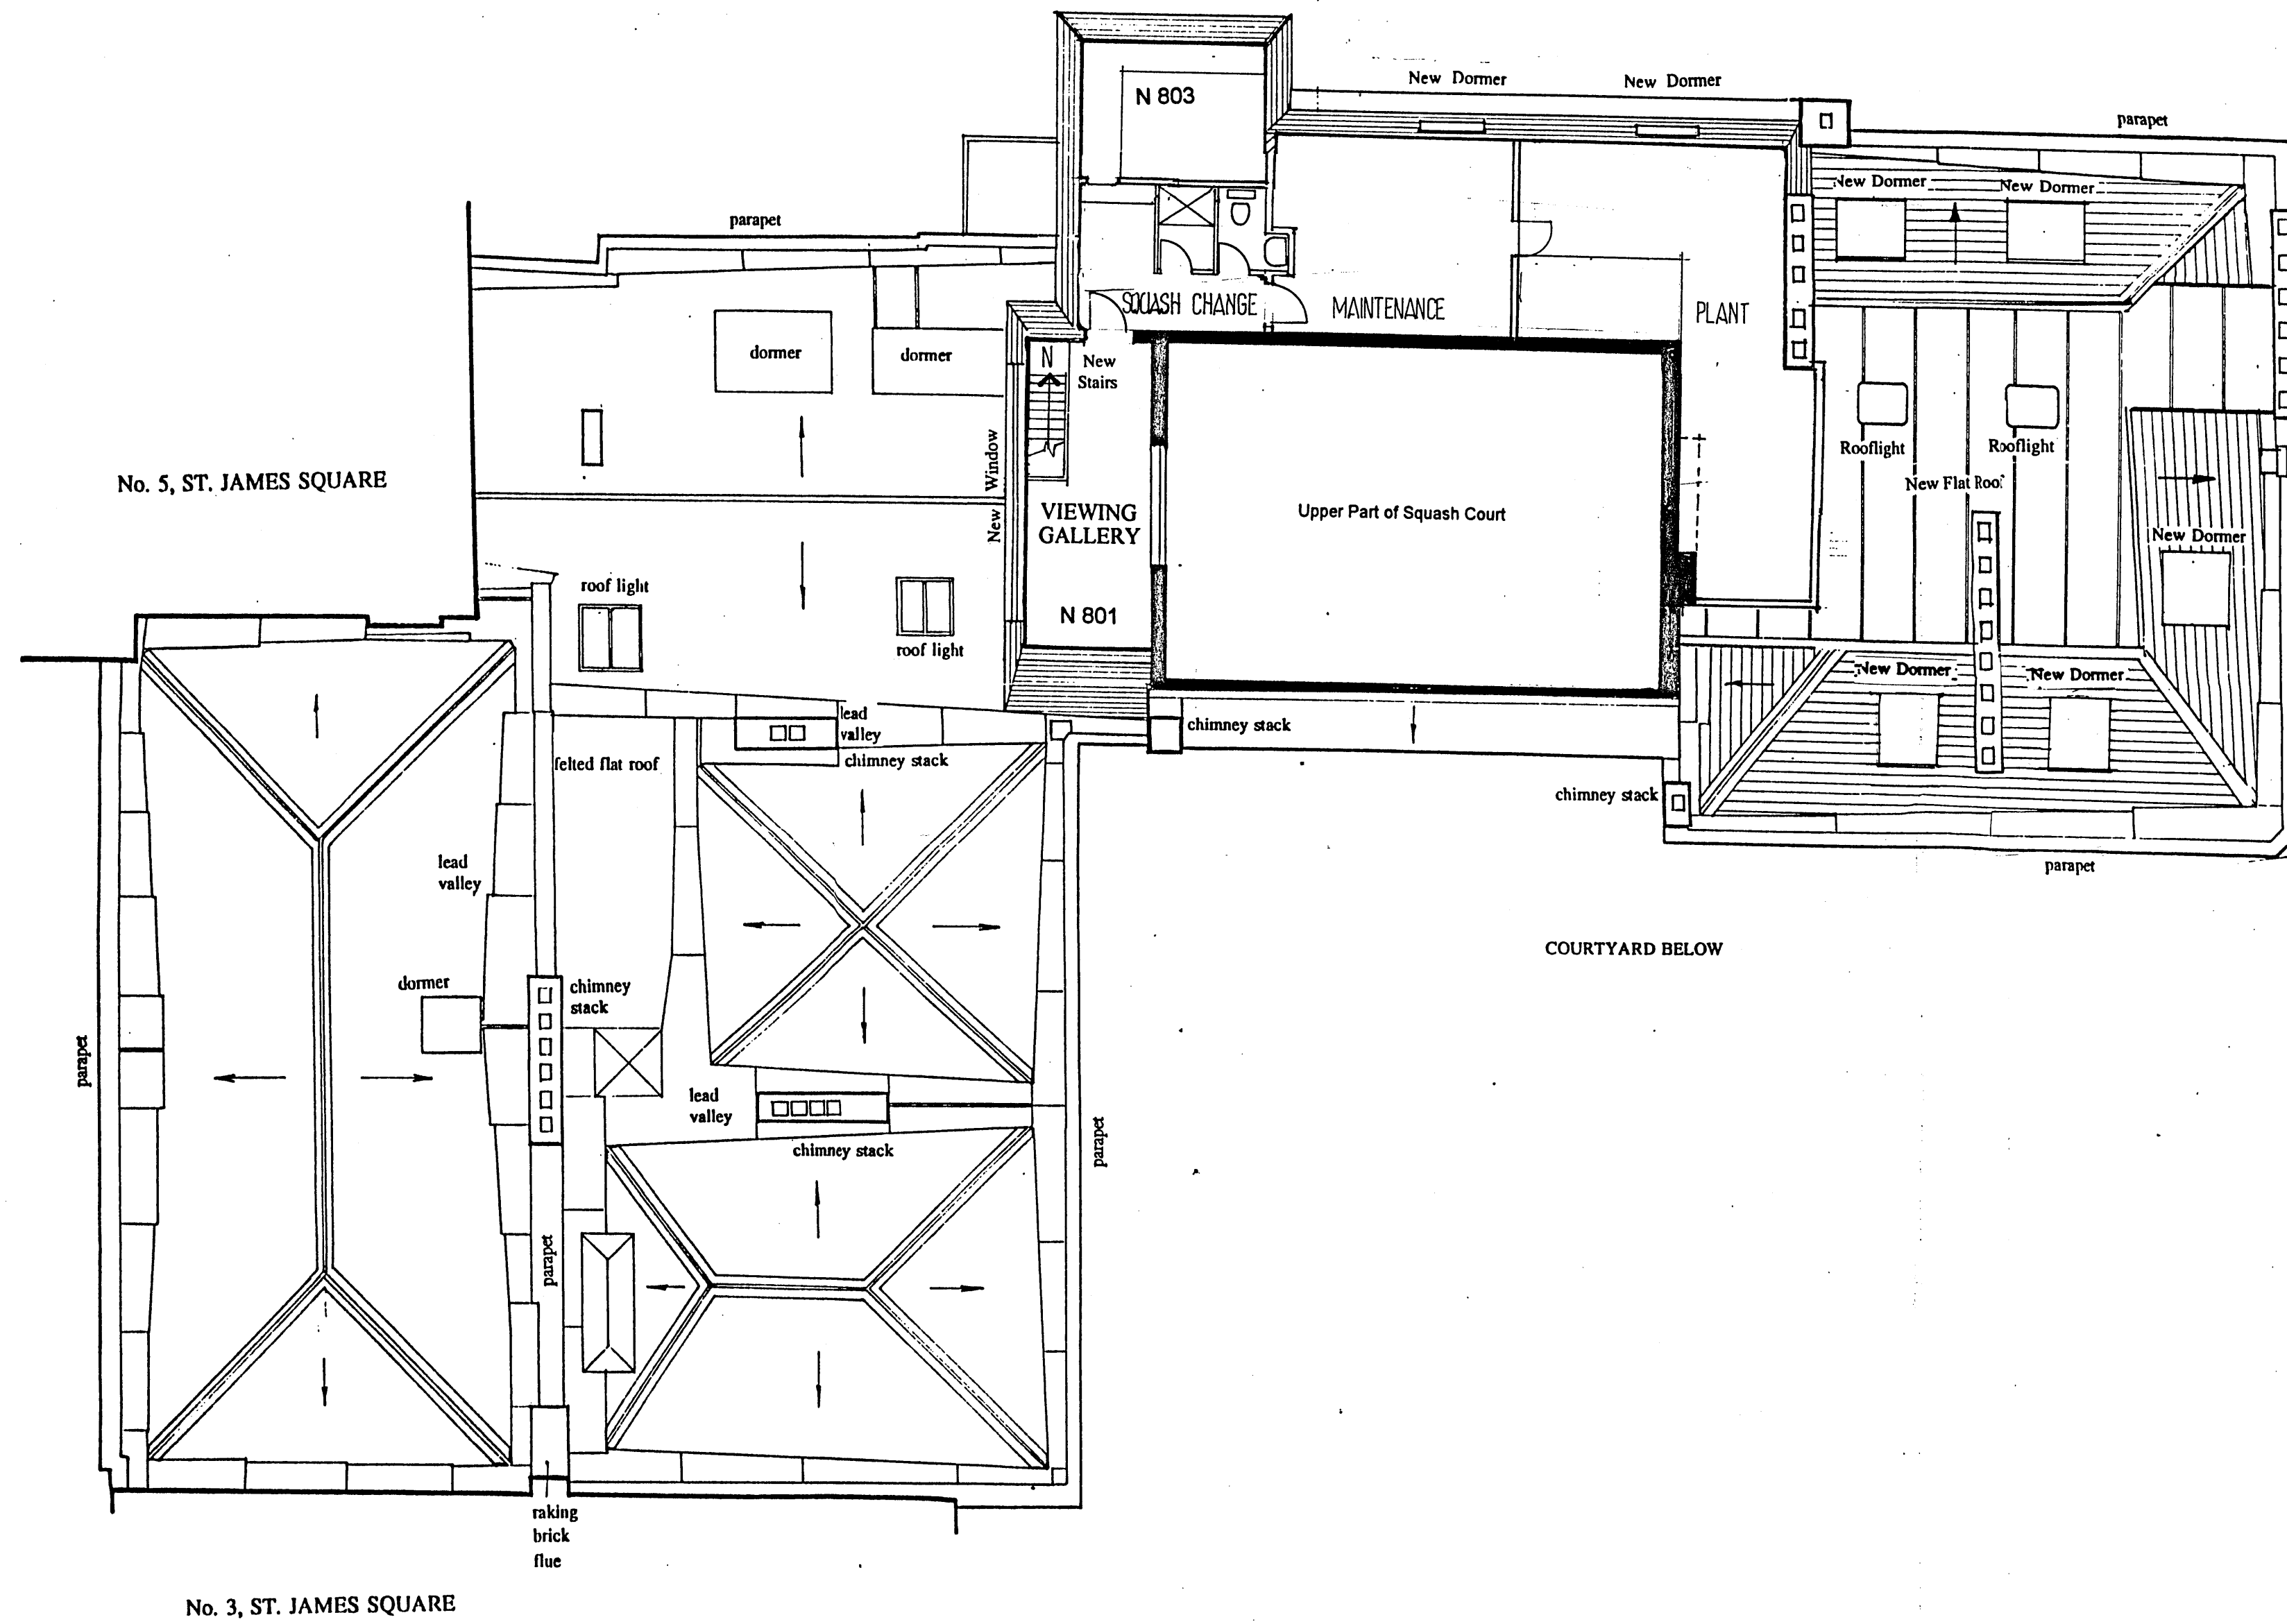 New Dormer
New Dormer
N 803
parapet
New Dormer
New Dormer
parapet
SQUASH CHANGE
MAINTENANCE
PLANT
dormer
dormer
N
New
Stairs
New Window
Rooflight
Rooflight
New Flat Roof
No. 5, ST. JAMES SQUARE
VIEWING
GALLERY
Upper Part of Squash Court
New Dormer
roof light
N 801
roof light
New Dormer
New Dormer
lead
valley
chimney stack
chimney stack
felted flat roof
chimney stack
parapet
lead
valley
COURTYARD BELOW
dormer
chimney
stack
parapet
lead
valley
chimney stack
parapet
parapet
raking
brick
flue
No. 3, ST. JAMES SQUARE